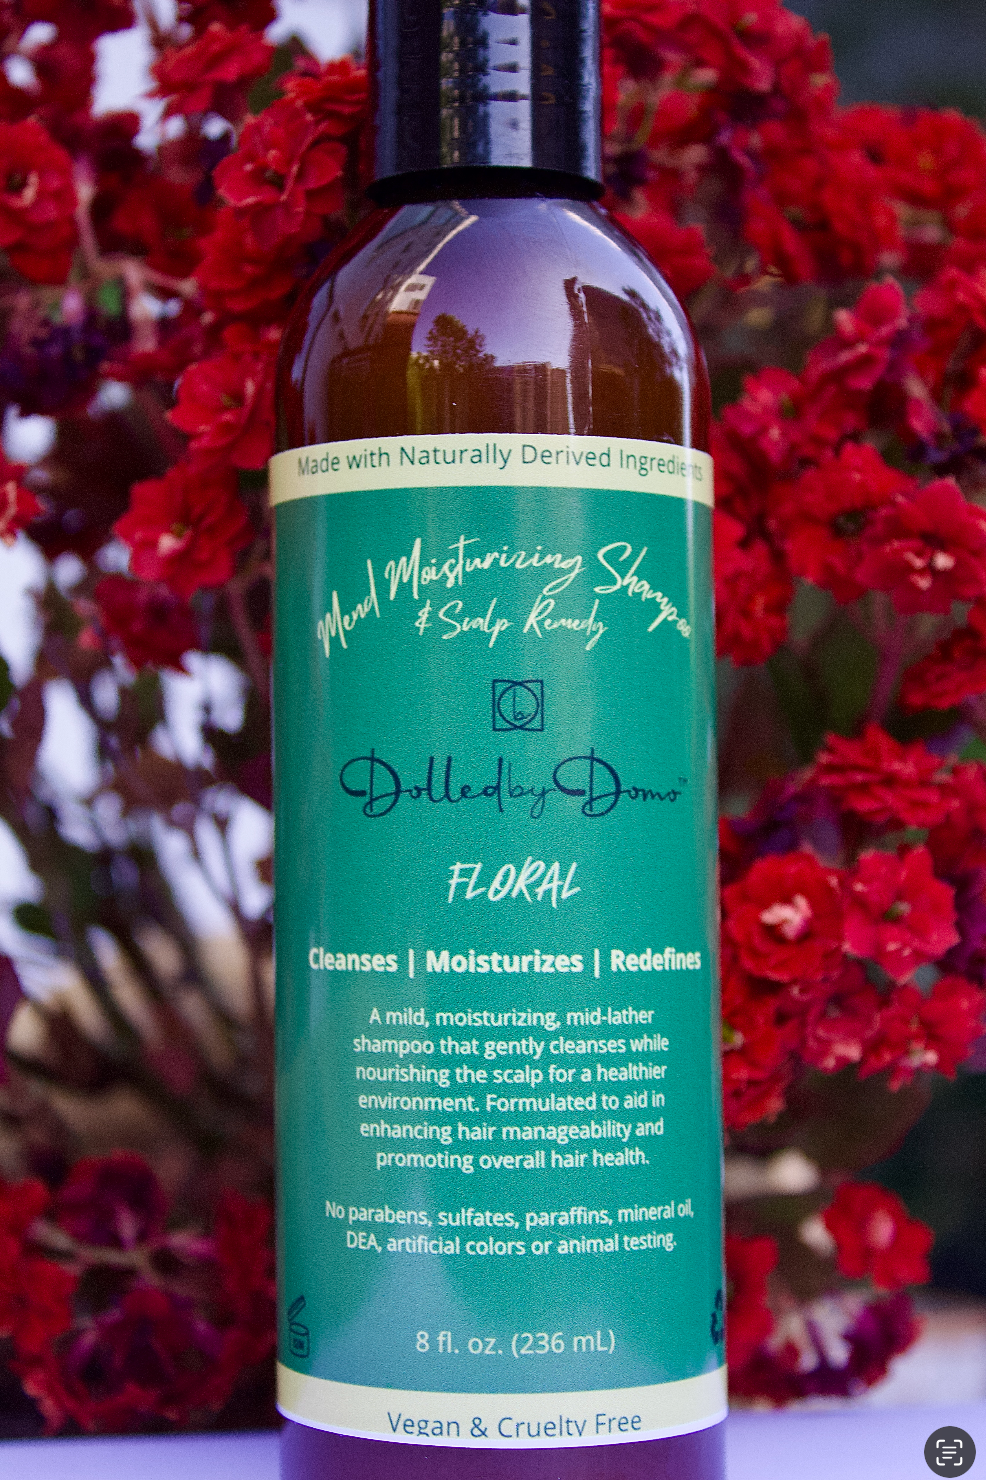 Made with Naturally Derived Ingredients
Mend Moisturizing Shampoo
& Scalp Remedy
b
DolledbyDomo™
FLORAL
Cleanses | Moisturizes | Redefines
A mild, moisturizing, mid-lather
shampoo that gently cleanses while
nourishing the scalp for a healthier
environment. Formulated to aid in
enhancing hair manageability and
promoting overall hair health.
No parabens, sulfates, paraffins, mineral oil,
DEA, artificial colors or animal testing.
8 fl. oz. (236 mL)
Vegan & Cruelty Free